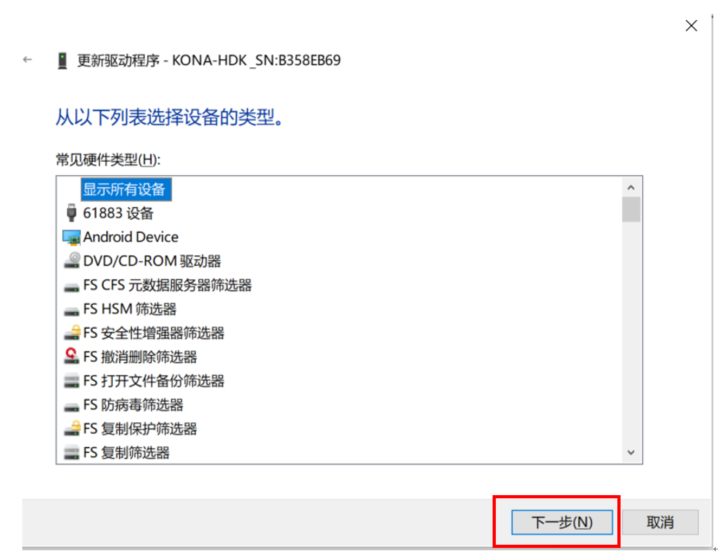 更新驱动程序 - KONA-HDK _SN:B358EB69
从以下列表选择设备的类型。
常见硬件类型(H):
显示所有设备
61883 设备
Android Device
DVD/CD-ROM 驱动器
FS CFS 元数据服务器筛选器
FS HSM 筛选器
FS 安全性增强器筛选器
FS 撤消删除筛选器
FS 打开文件备份筛选器
FS 防病毒筛选器
FS 复制保护筛选器
FS 复制筛选器
下一步(N) 取消